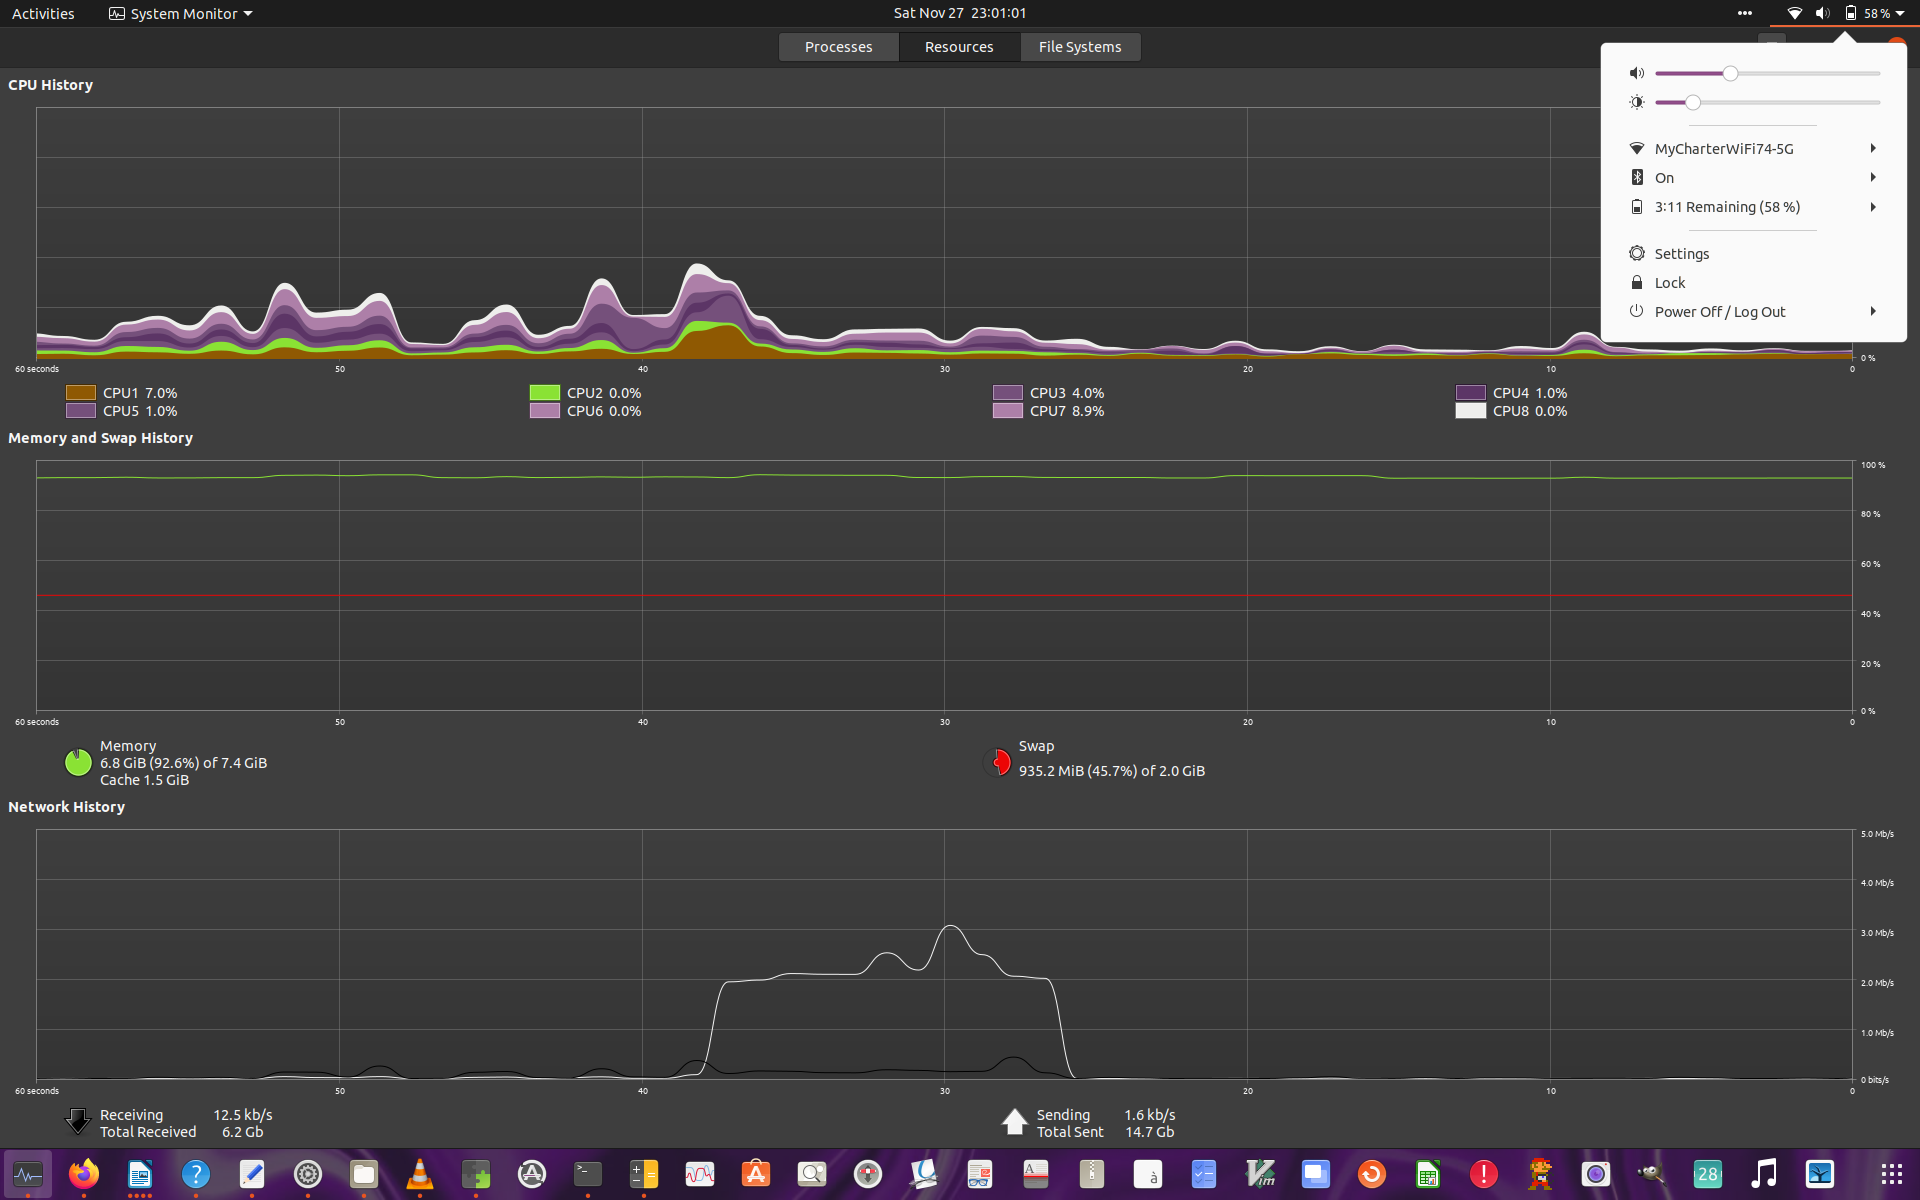 Activities
System Monitor
Sat Nov 27 23:01:01
58 %
Processes
Resources
File Systems
MyCharterWiFi74-5G
On
3:11 Remaining (58 %)
Settings
Lock
Power Off / Log Out
CPU History
0 %
60 seconds 50 40 30 20 10 0
CPU1 7.0% CPU2 0.0% CPU3 4.0% CPU4 1.0%
CPU5 1.0% CPU6 0.0% CPU7 8.9% CPU8 0.0%
Memory and Swap History
100 %
80 %
60 %
40 %
20 %
0 %
60 seconds 50 40 30 20 10 0
Memory
6.8 GiB (92.6%) of 7.4 GiB
Cache 1.5 GiB
Swap
935.2 MiB (45.7%) of 2.0 GiB
Network History
5.0 Mb/s
4.0 Mb/s
3.0 Mb/s
2.0 Mb/s
1.0 Mb/s
0 bits/s
60 seconds 50 40 30 20 10 0
Receiving 12.5 kb/s
Total Received 6.2 Gb
Sending 1.6 kb/s
Total Sent 14.7 Gb
28